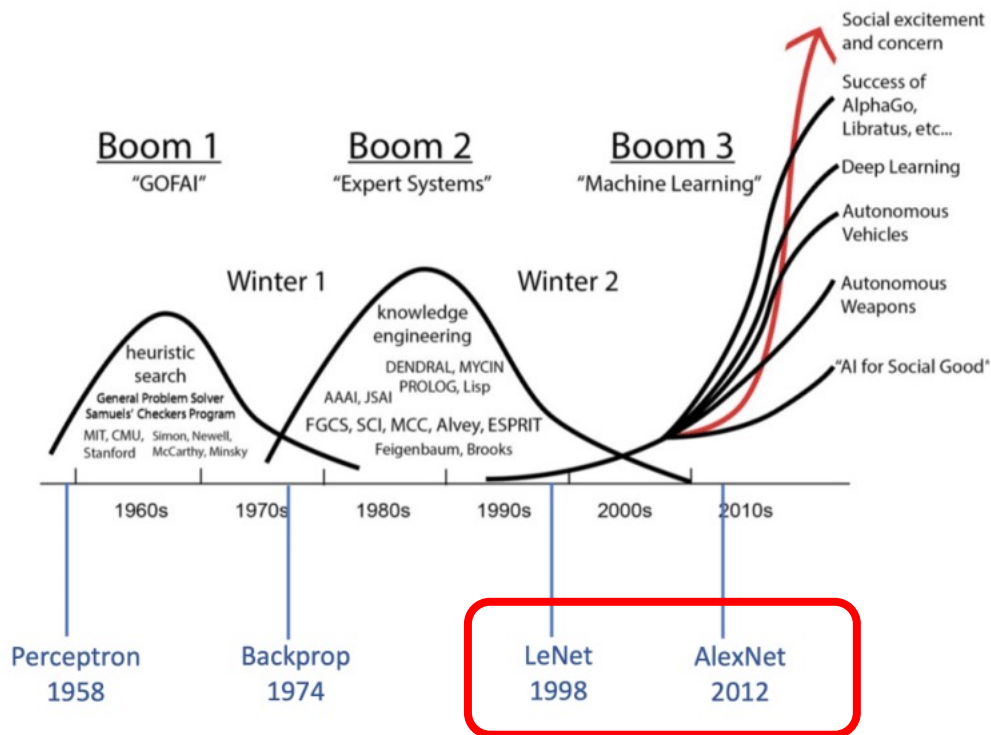 Social excitement
and concern
Success of
AlphaGo,
Libratus, etc...
Boom 1
"GOFAI"
Boom 2
"Expert Systems"
Boom 3
"Machine Learning"
Deep Learning
Autonomous
Vehicles
Winter 1
Winter 2
Autonomous
Weapons
"AI for Social Good"
heuristic
search
General Problem Solver
Samuels' Checkers Program
MIT, CMU,
Stanford
Simon, Newell,
McCarthy, Minsky
knowledge
engineering
DENDRAL, MYCIN
PROLOG, Lisp
AAAI, JSAI
FGCS, SCI, MCC, Alvey, ESPRIT
Feigenbaum, Brooks
1960s
1970s
1980s
1990s
2000s
2010s
Perceptron
1958
Backprop
1974
LeNet
1998
AlexNet
2012